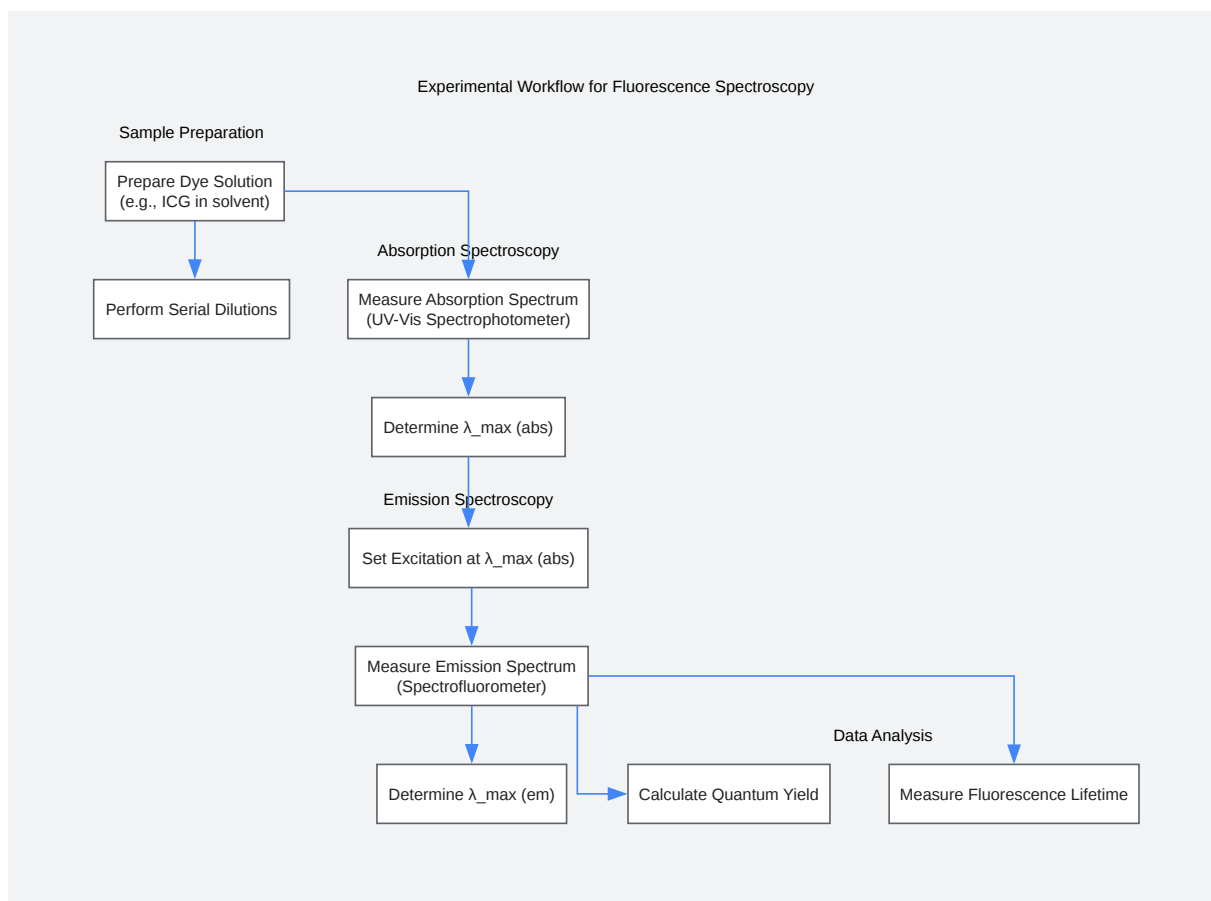 Experimental Workflow for Fluorescence Spectroscopy
Sample Preparation
Prepare Dye Solution
(e.g., ICG in solvent)
Perform Serial Dilutions
Absorption Spectroscopy
Measure Absorption Spectrum
(UV-Vis Spectrophotometer)
Determine λ_max (abs)
Emission Spectroscopy
Set Excitation at λ_max (abs)
Measure Emission Spectrum
(Spectrofluorometer)
Determine λ_max (em)
Data Analysis
Calculate Quantum Yield
Measure Fluorescence Lifetime